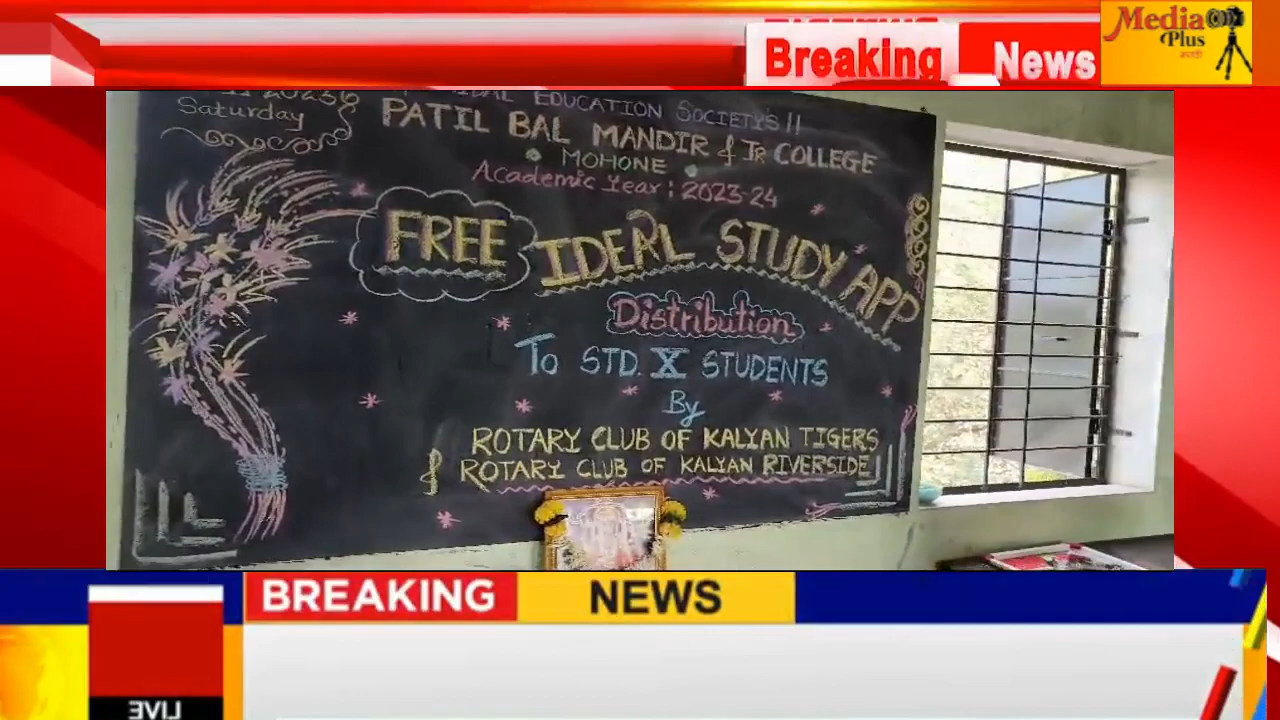 Breaking News
Media
Plus
मराठी
EDUCATION SOCIETY'S !!
Saturday
PATIL BAL MANDIR & JR COLLEGE
MOHONE
Academic Year : 2023-24
FREE IDEAL STUDY APP
Distribution
To STD. X STUDENTS
By
ROTARY CLUB OF KALYAN TIGERS
& ROTARY CLUB OF KALYAN RIVERSIDE
BREAKING NEWS
LIVE